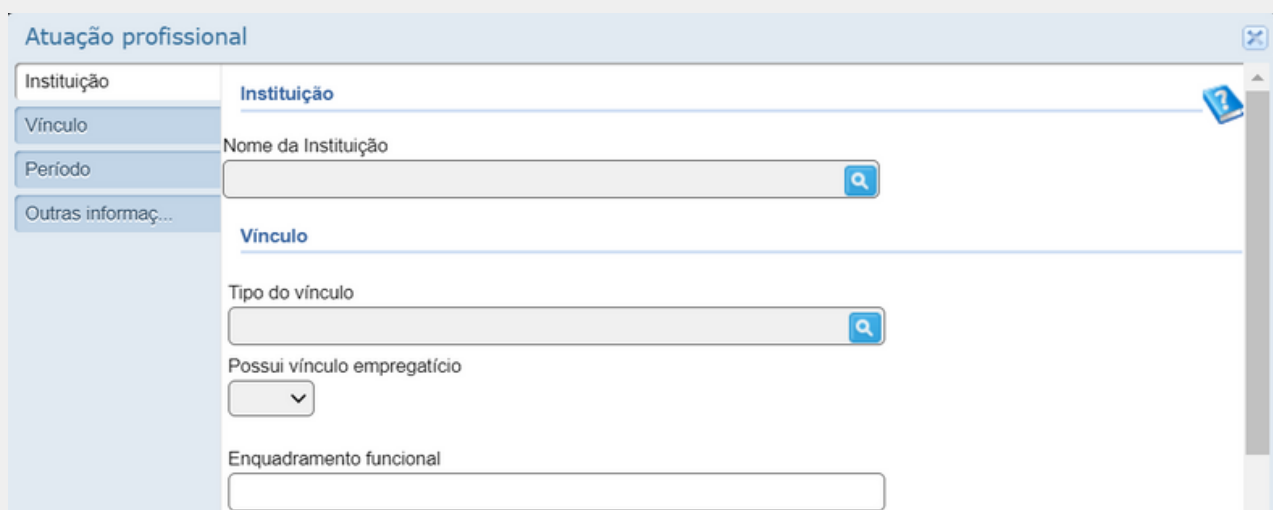 Atuação profissional
Instituição
Vínculo
Período
Outras informaç...
Instituição
Nome da Instituição
Vínculo
Tipo do vínculo
Possui vínculo empregatício
Enquadramento funcional